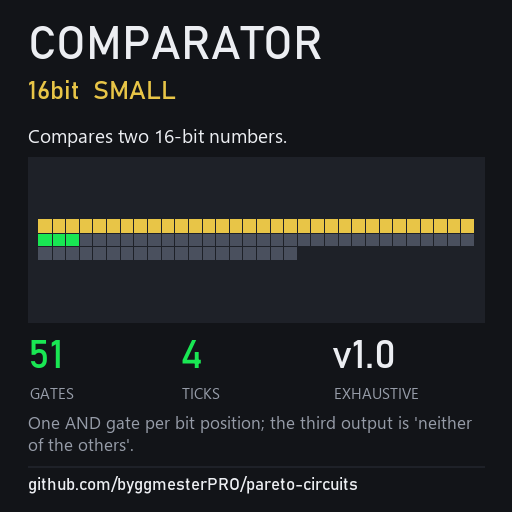 COMPARATOR
16bit SMALL
Compares two 16-bit numbers.
51 4 v1.0
GATES TICKS EXHAUSTIVE
One AND gate per bit position; the third output is 'neither
of the others'.
github.com/byggmesterPRO/pareto-circuits